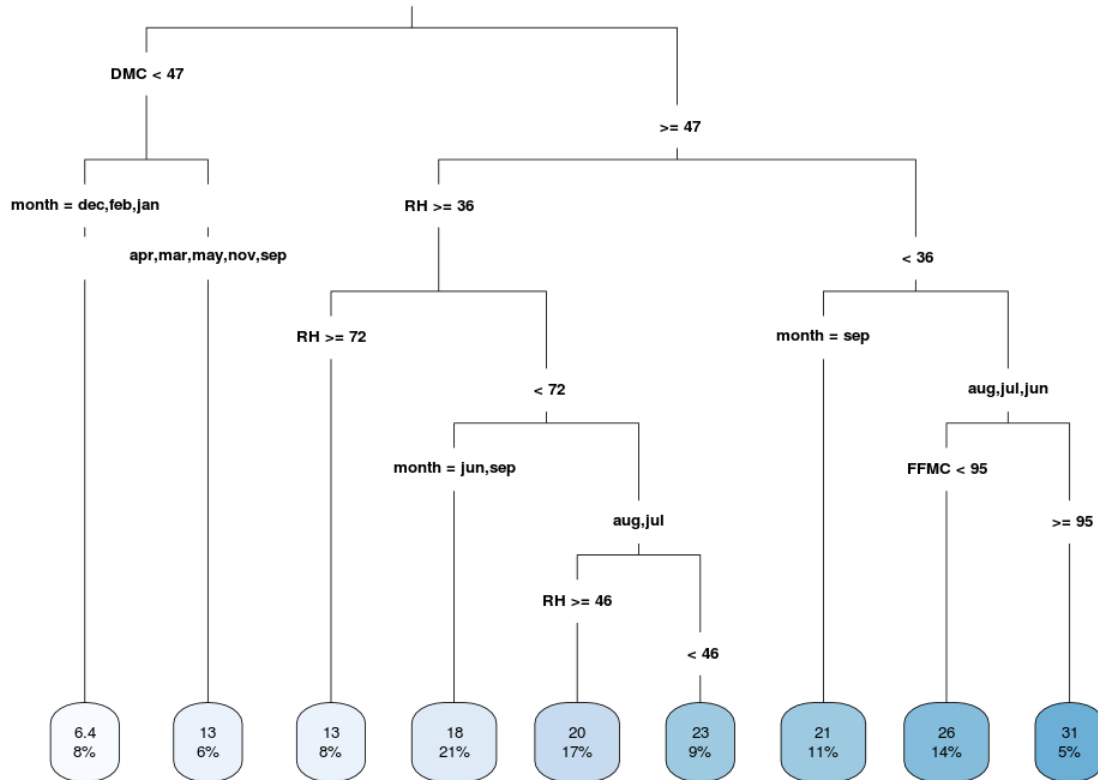 DMC < 47
>= 47
month = dec,feb,jan
RH >= 36
apr,mar,may,nov,sep
< 36
RH >= 72
month = sep
< 72
aug,jul,jun
month = jun,sep
FFMC < 95
aug,jul
>= 95
RH >= 46
< 46
6.4
8%
13
6%
13
8%
18
21%
20
17%
23
9%
21
11%
26
14%
31
5%